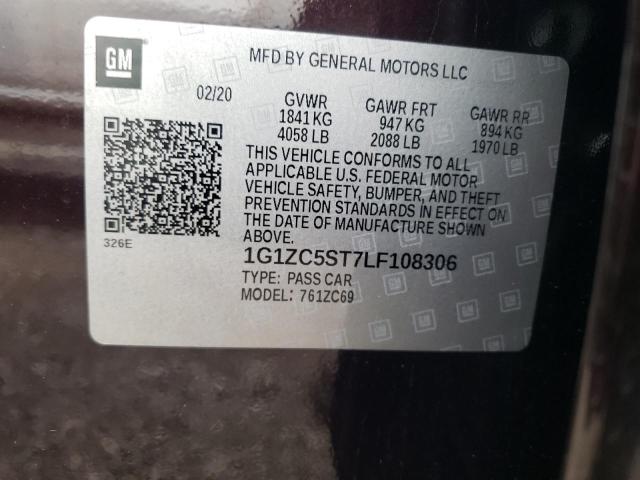 GM
MFD BY GENERAL MOTORS LLC
02/20
GVWR
1841 KG
4058 LB
GAWR FRT
947 KG
2088 LB
GAWR RR
894 KG
1970 LB
THIS VEHICLE CONFORMS TO ALL
APPLICABLE U.S. FEDERAL MOTOR
VEHICLE SAFETY, BUMPER, AND THEFT
PREVENTION STANDARDS IN EFFECT ON
THE DATE OF MANUFACTURE SHOWN
ABOVE.
326E
1G1ZC5ST7LF108306
TYPE: PASS CAR
MODEL: 761ZC69